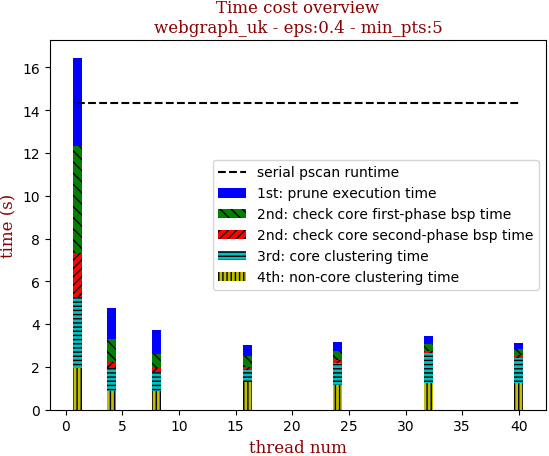 Time cost overview
webgraph_uk - eps:0.4 - min_pts:5
time (s)
16
14
12
10
8
6
4
2
0
serial pscan runtime
1st: prune execution time
2nd: check core first-phase bsp time
2nd: check core second-phase bsp time
3rd: core clustering time
4th: non-core clustering time
0 5 10 15 20 25 30 35 40
thread num